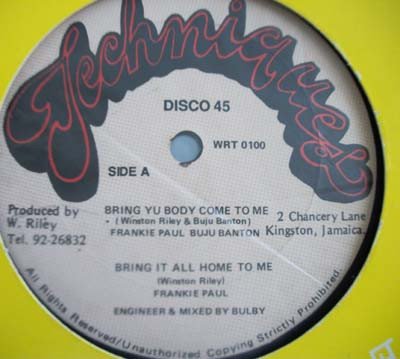 Techniques
DISCO 45
WRT 0100
SIDE A
Produced by
W. Riley
Tel. 92-26832
BRING YU BODY COME TO ME
( Winston Riley & Buju Banton)
FRANKIE PAUL BUJU BANTON
2 Chancery Lane
Kingston, Jamaica.
BRING IT ALL HOME TO ME
(Winston Riley)
FRANKIE PAUL
ENGINEER & MIXED BY BULBY
All Rights Reserved/Unauthorized Copying Strictly Prohibited.